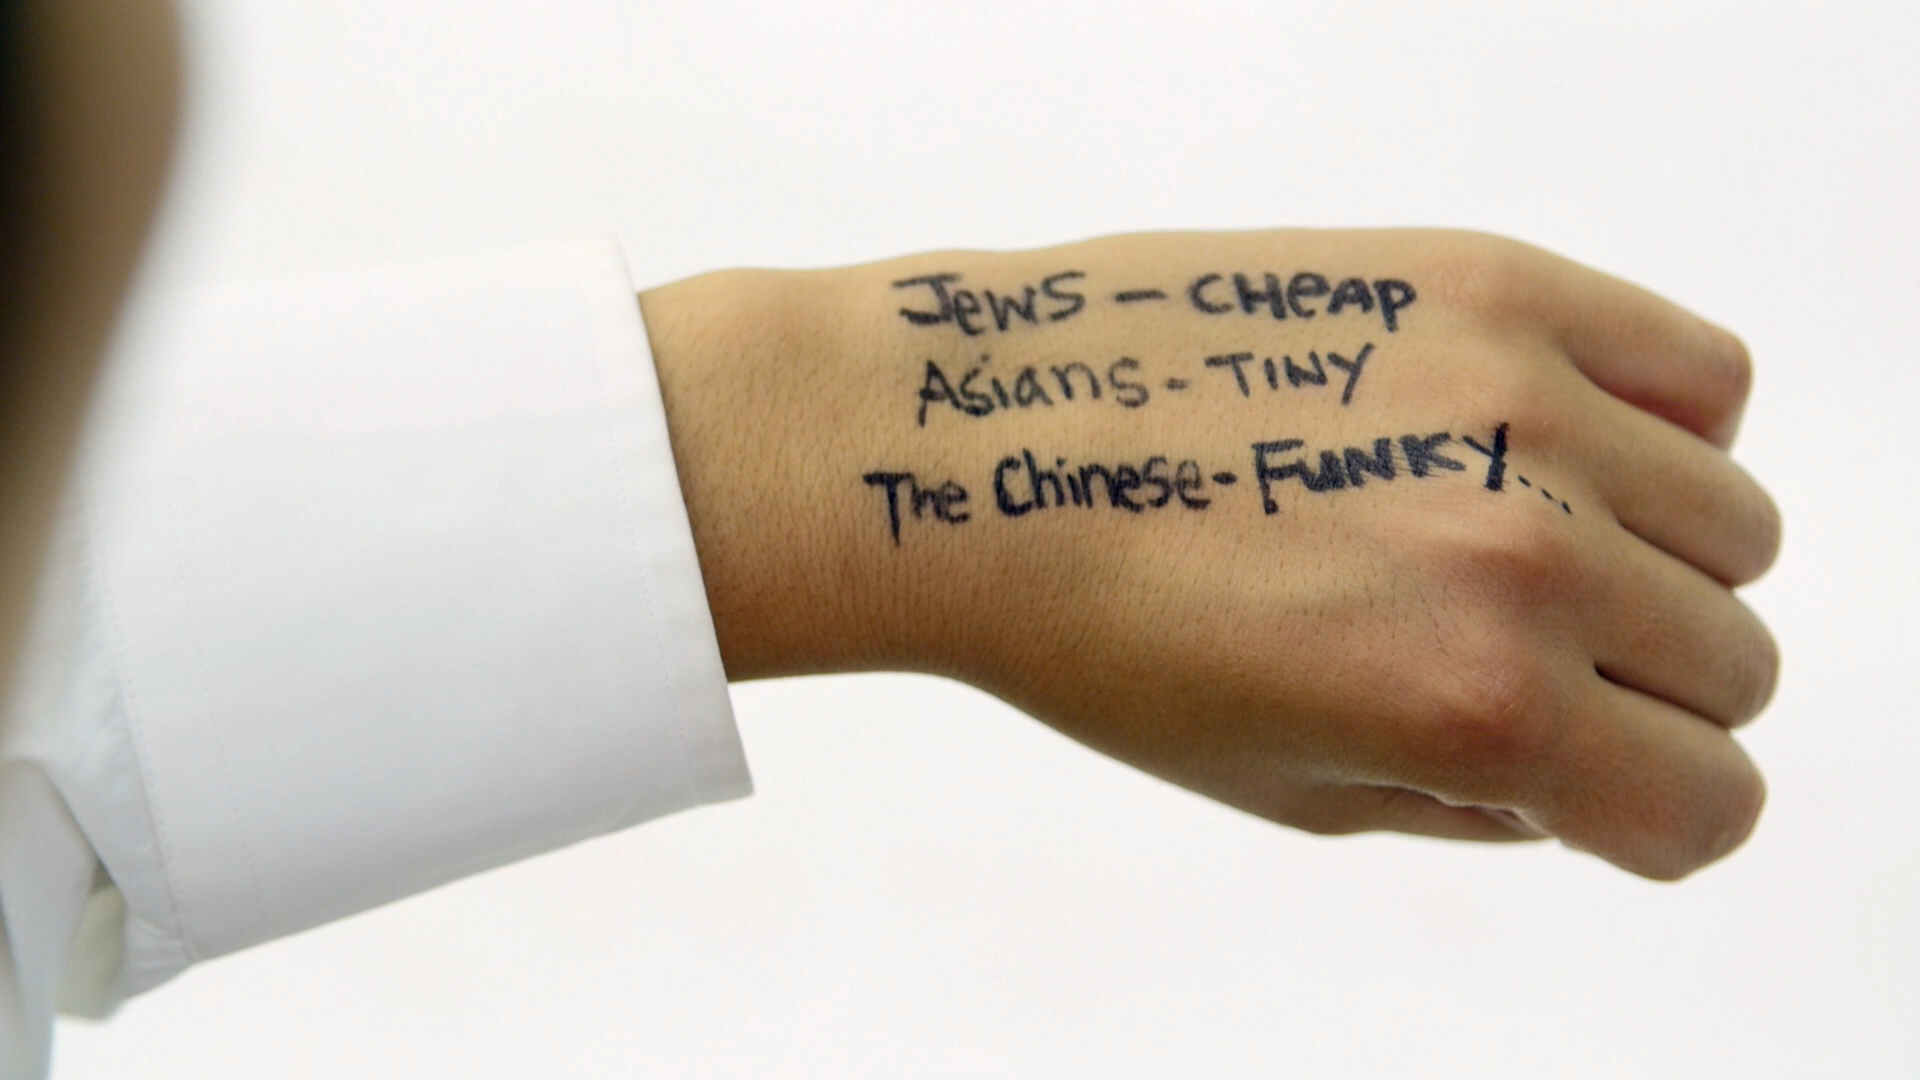 Jews – CHeAP
Asians - TINY
The Chinese - FUNKY....